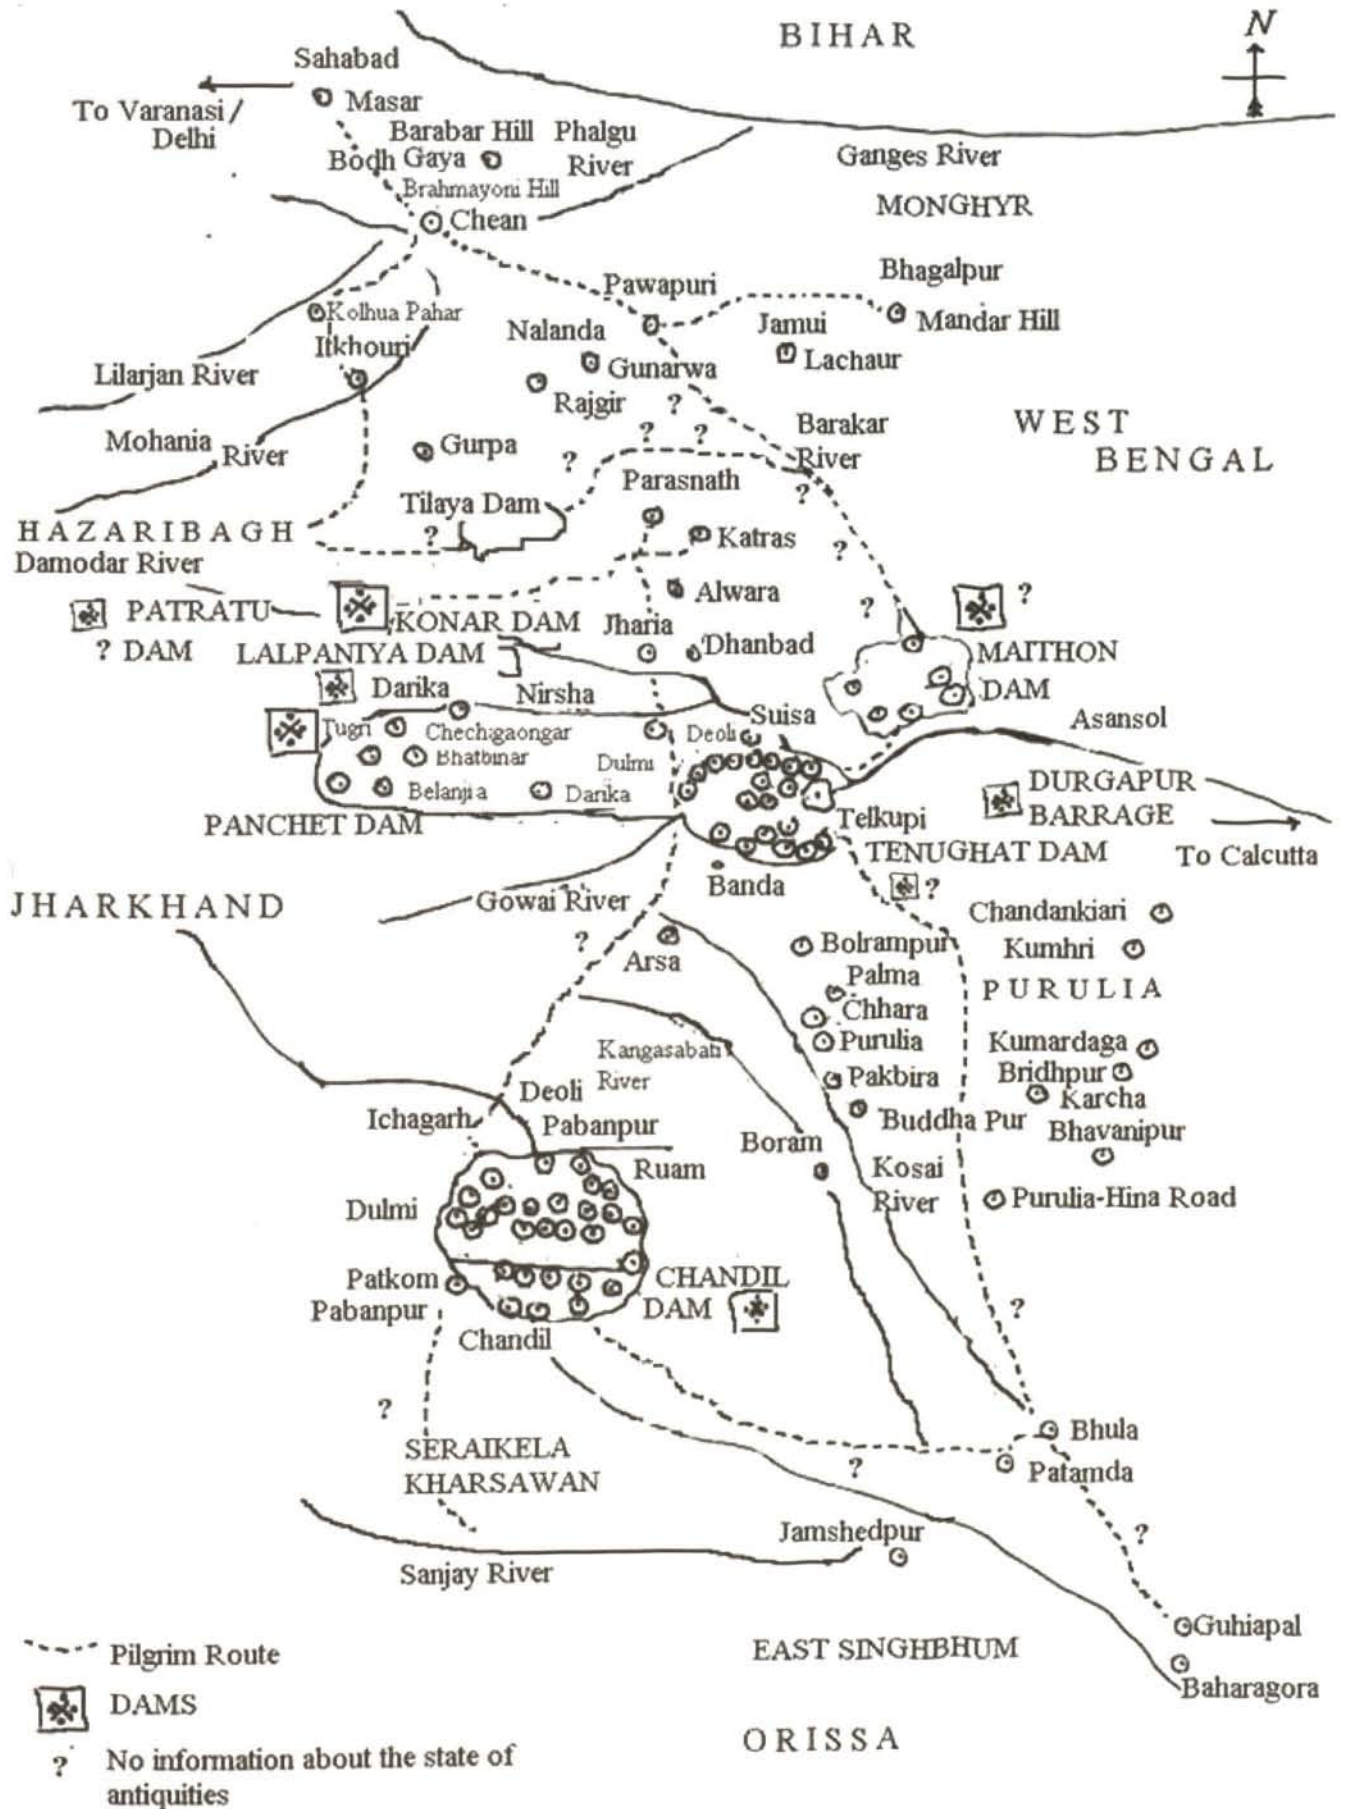 BIHAR
N
Sahabad
Masar
To Varanasi /
Delhi
Barabar Hill
Phalgu
River
Bodh Gaya
Brahmayoni Hill
Chean
Ganges River
MONGHYR
Bhagalpur
Mandar Hill
Pawapuri
Jamui
Lachaur
Kolhua Pahar
Itkhouri
Nalanda
Gunarwa
Rajgir
Lilarjan River
Mohania
River
Gurpa
?
?
?
?
Barakar
River
WEST
BENGAL
Parasnath
Tilaya Dam
?
?
HAZARIBAGH
Damodar River
Katras
?
Alwara
?
?
PATRATU
? DAM
KONAR DAM
LALPANIYA DAM
Jharia
Dhanbad
MAITHON
DAM
Darika
Nirsha
Suisa
Asansol
Tugri
Chechgaongar
Deoli
Bhatbinar
Dulmi
Belanjia
Darika
DURGAPUR
BARRAGE
PANCHET DAM
Telkupi
TENUGHAT DAM
To Calcutta
?
Banda
JHARKHAND
Gowai River
Chandankiari
?
Arsa
Bolrampur
Kumhri
Palma
PURULIA
Chhara
Purulia
Kumardaga
Kangasabati
River
Pakbira
Bridhpur
Deoli
Karcha
Ichagarh
Pabanpur
Buddha Pur
Bhavanipur
Boram
Ruam
Kosai
River
Purulia-Hina Road
Dulmi
Patkom
Pabanpur
CHANDIL
DAM
?
Chandil
?
SERAIKELA
KHARSAWAN
?
Bhula
Patamda
Jamshedpur
?
Sanjay River
Guhiapal
EAST SINGHBHUM
Baharagora
ORISSA
Pilgrim Route
DAMS
? No information about the state of
antiquities